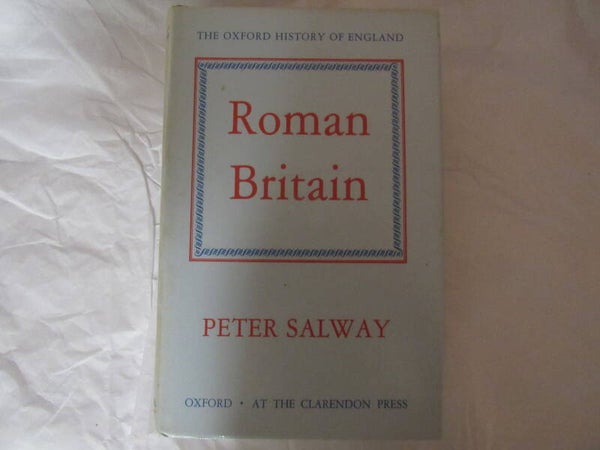 THE OXFORD HISTORY OF ENGLAND
Roman
Britain
PETER SALWAY
OXFORD • AT THE CLARENDON PRESS